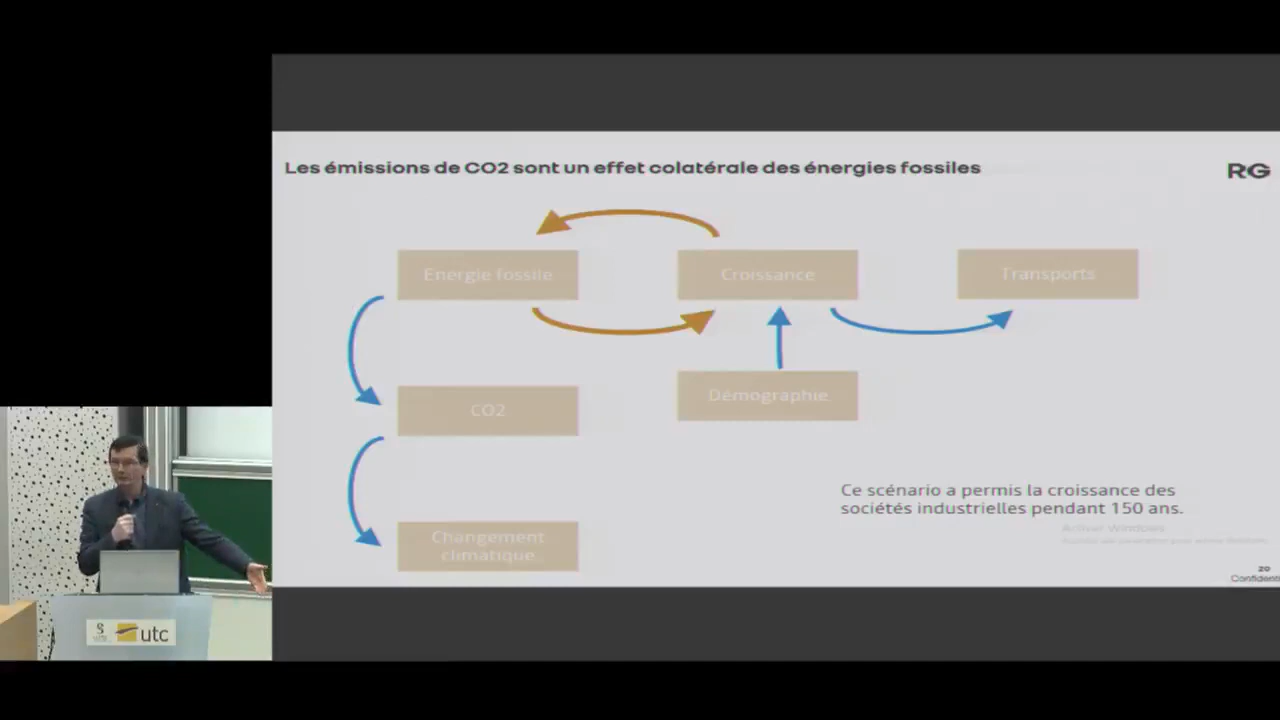 Les émissions de CO2 sont un effet colatérale des énergies fossiles
RG
Energie fossile
Croissance
Transports
CO2
Démographie
Changement
climatique
Ce scénario a permis la croissance des
sociétés industrielles pendant 150 ans.
Activer Windows
20
Confidenti
utc